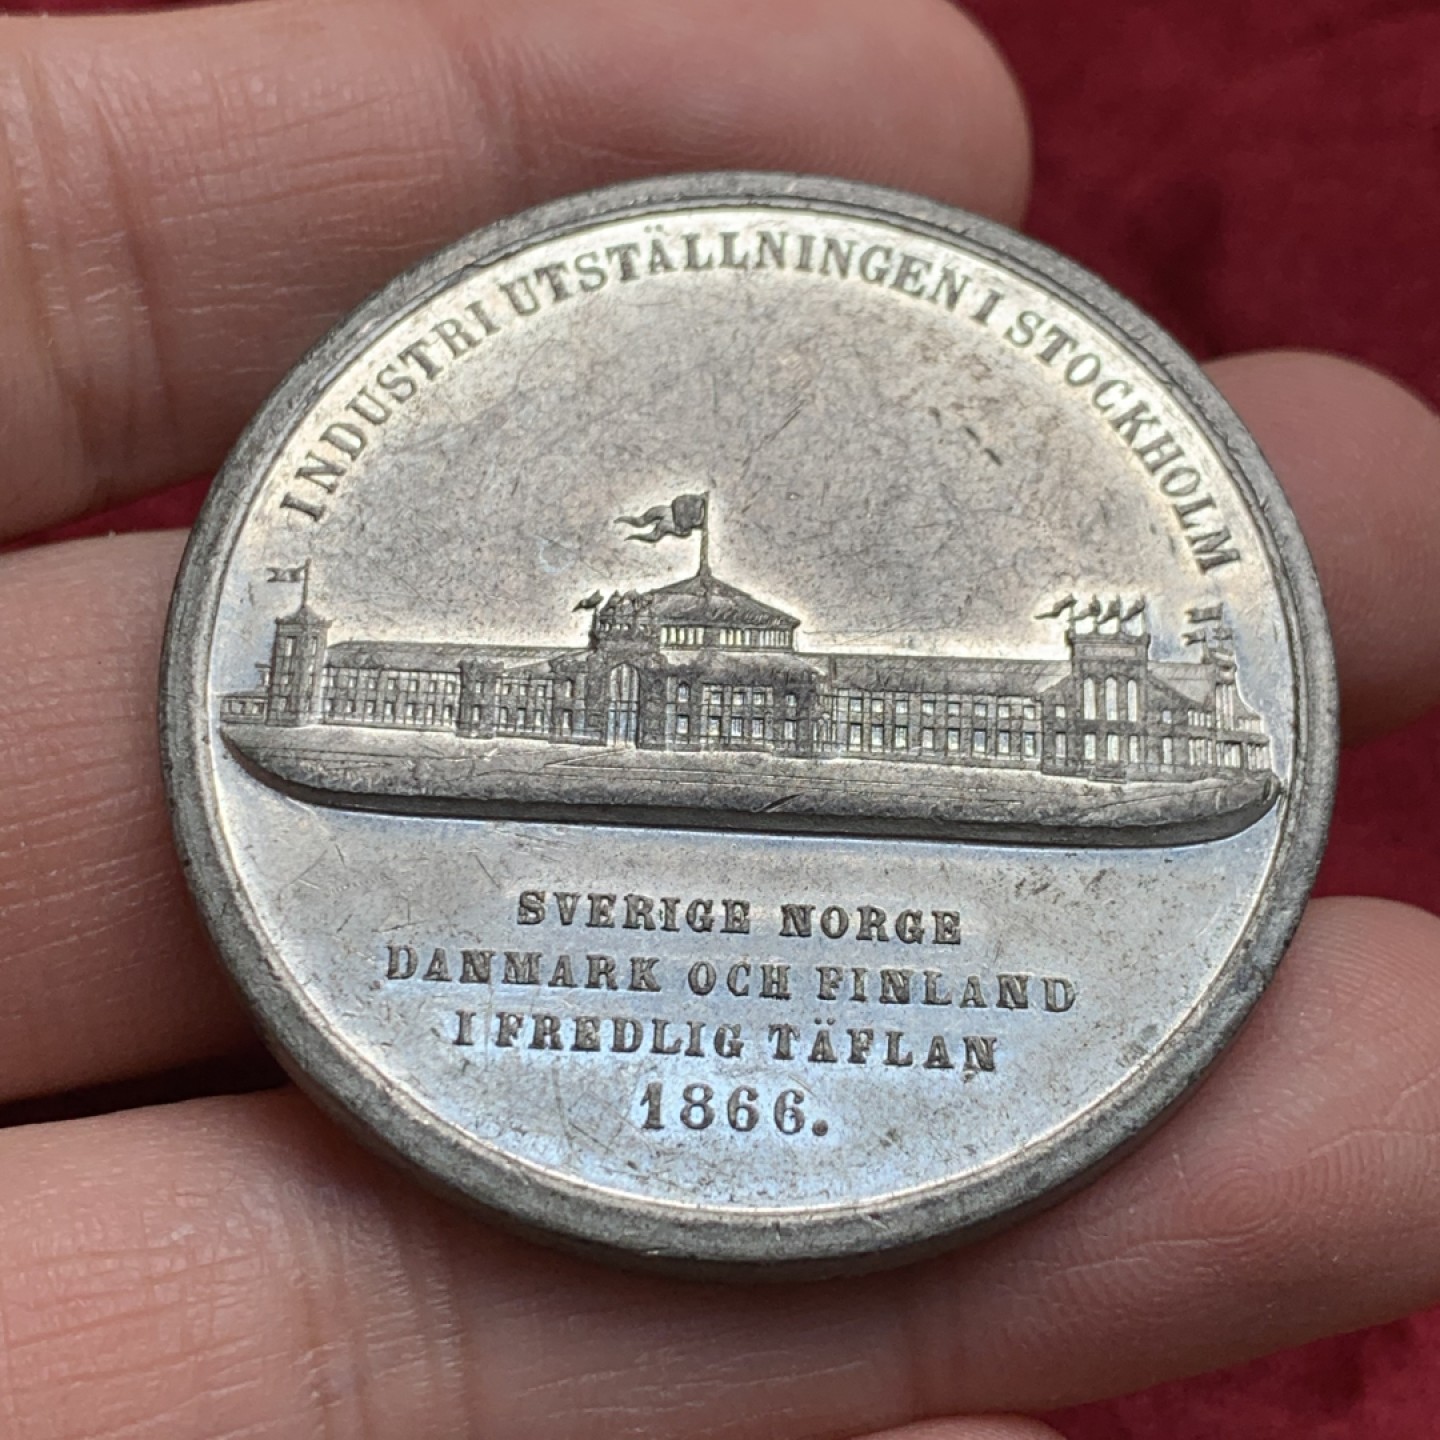 INDUSTRI UTSTÄLLNINGEN I STOCKHOLM
SVERIGE NORGE
DANMARK OCH FINLAND
I FREDLIG TÄFLAN
1866.